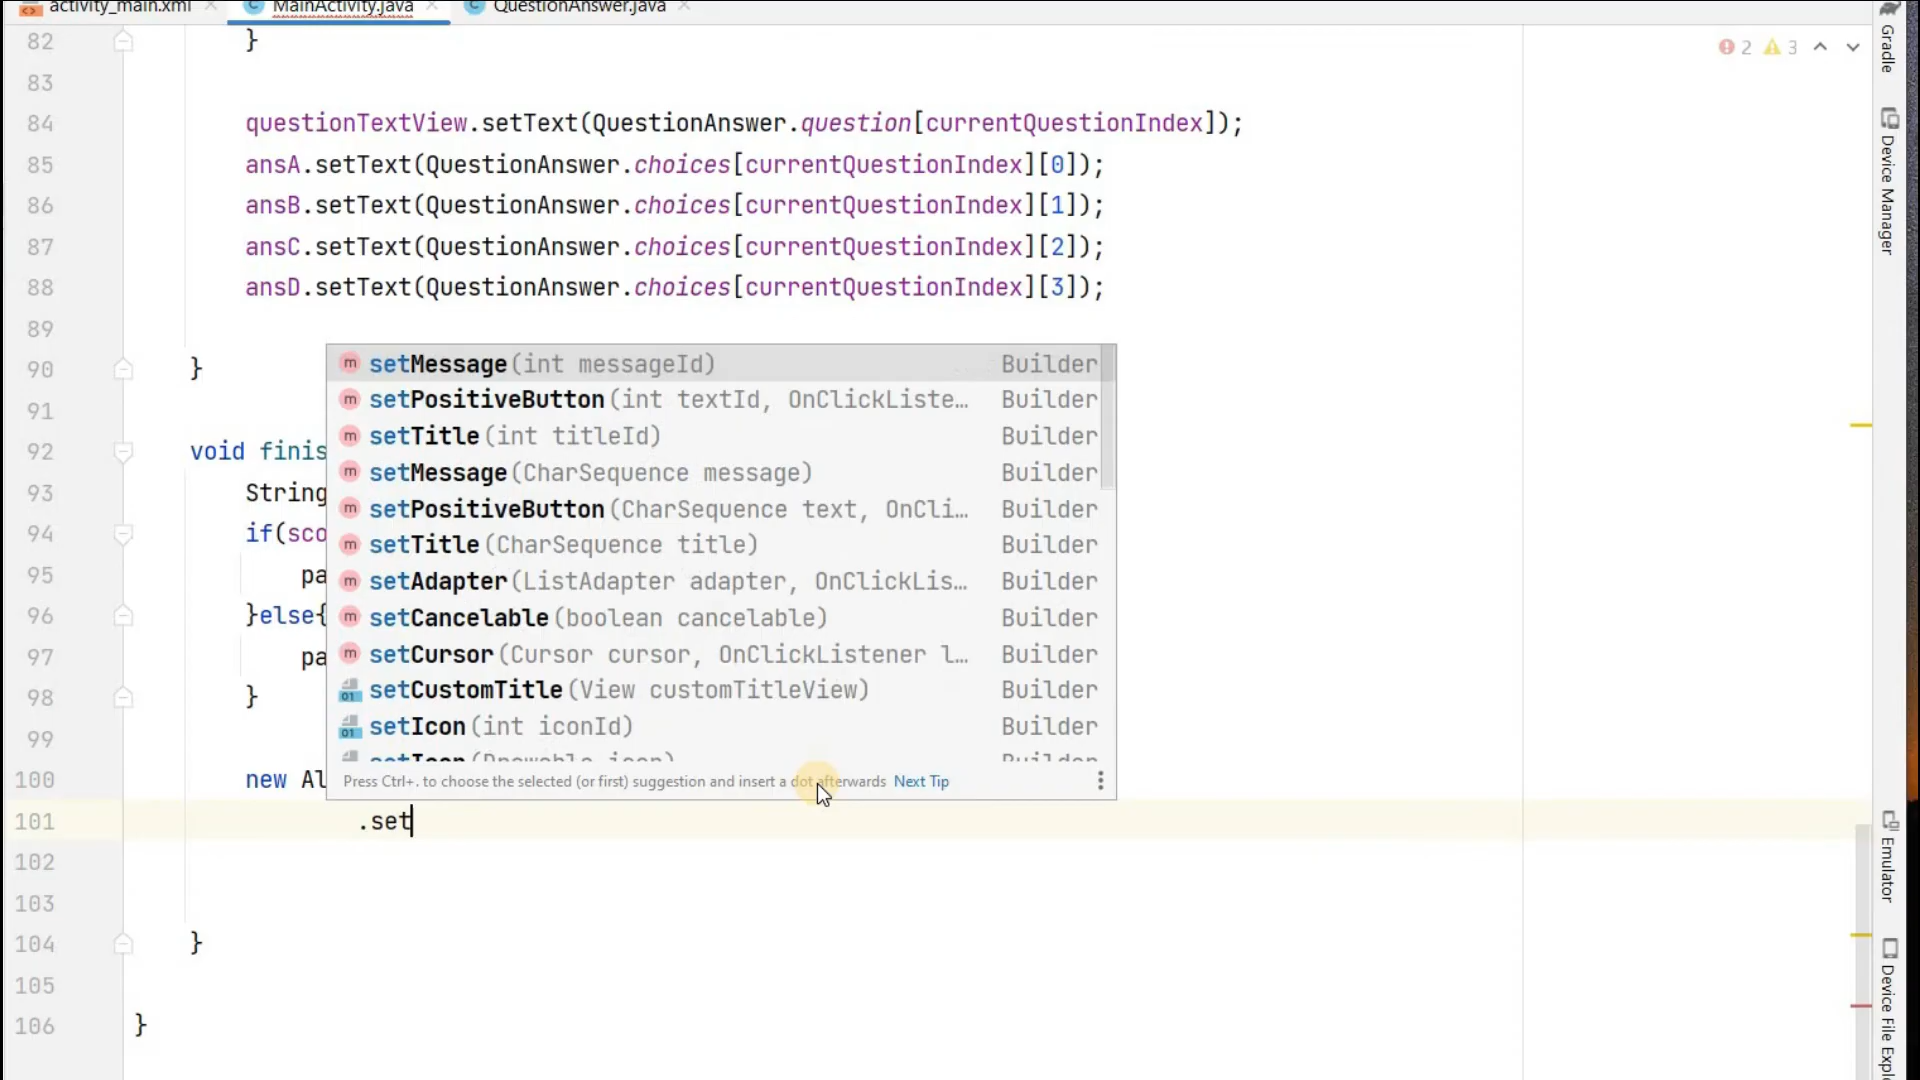 activity_main.xml MainActivity.java QuestionAnswer.java
82 }
2 3
83
84 questionTextView.setText(QuestionAnswer.question[currentQuestionIndex]);
85 ansA.setText(QuestionAnswer.choices[currentQuestionIndex][0]);
86 ansB.setText(QuestionAnswer.choices[currentQuestionIndex][1]);
87 ansC.setText(QuestionAnswer.choices[currentQuestionIndex][2]);
88 ansD.setText(QuestionAnswer.choices[currentQuestionIndex][3]);
89
90 }
91
92 void finis
93 String
94 if(sco
95 pa
96 }else{
97 pa
98 }
99
100 new Al
101 .set
102
103
104 }
105
106 }
setMessage(int messageId) Builder
setPositiveButton(int textId, OnClickListe… Builder
setTitle(int titleId) Builder
setMessage(CharSequence message) Builder
setPositiveButton(CharSequence text, OnCli… Builder
setTitle(CharSequence title) Builder
setAdapter(ListAdapter adapter, OnClickLis… Builder
setCancelable(boolean cancelable) Builder
setCursor(Cursor cursor, OnClickListener l… Builder
setCustomTitle(View customTitleView) Builder
setIcon(int iconId) Builder
setIcon(Drawable icon) Builder
Press Ctrl+. to choose the selected (or first) suggestion and insert a dot afterwards Next Tip
Gradle
Device Manager
Emulator
Device File Expl